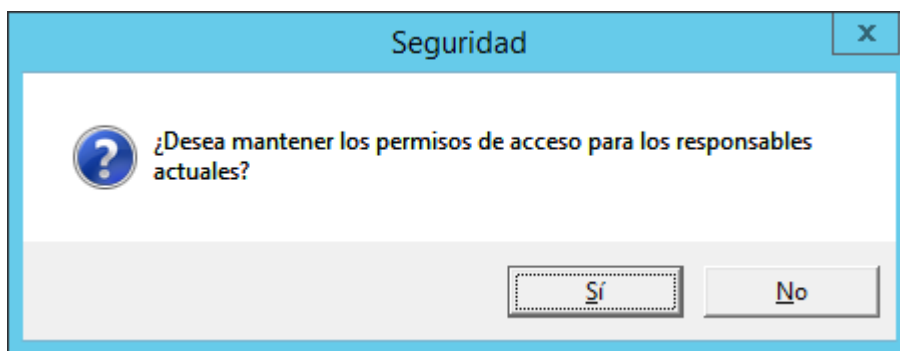 Seguridad
x
¿Desea mantener los permisos de acceso para los responsables
actuales?
Sí
No